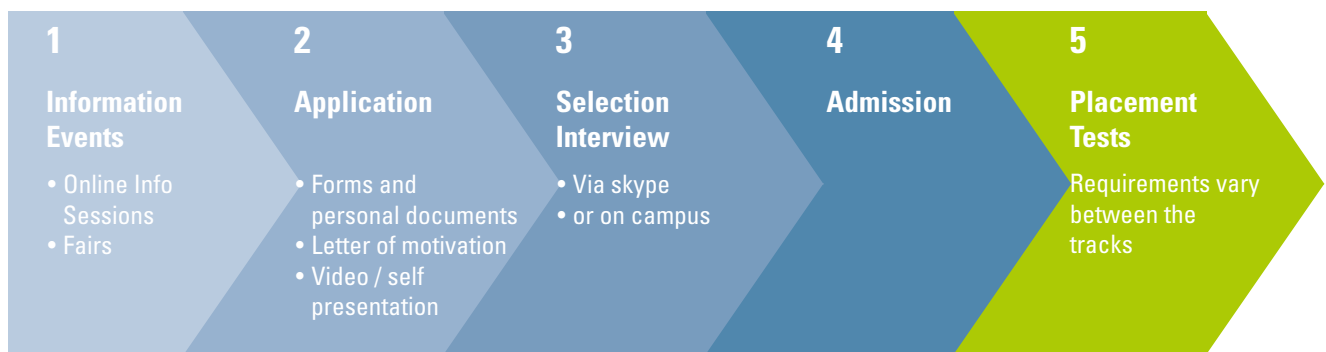 1
Information
Events
• Online Info
Sessions
• Fairs
2
Application
• Forms and
personal documents
• Letter of motivation
• Video / self
presentation
3
Selection
Interview
• Via skype
• or on campus
4
Admission
5
Placement
Tests
Requirements vary
between the
tracks